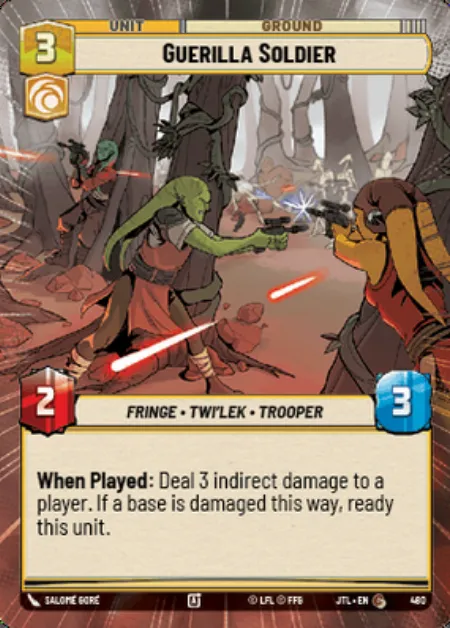 UNIT
GROUND
3
GUERILLA SOLDIER
2
FRINGE • TWI'LEK • TROOPER
3
When Played: Deal 3 indirect damage to a
player. If a base is damaged this way, ready
this unit.
SALOMÉ GORÉ
A
© LFL © FFG
JTL • EN
C
480